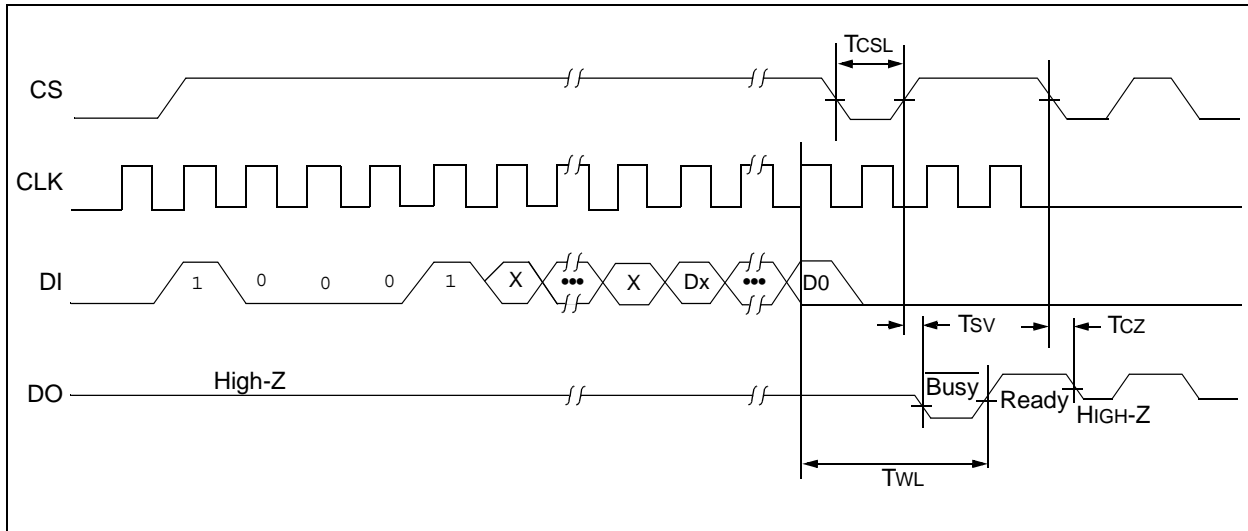 TCSL
CS
CLK
DI 1 0 0 0 1 X ••• X Dx ••• D0
TSV TCZ
High-Z
DO Busy Ready HIGH-Z
TWL